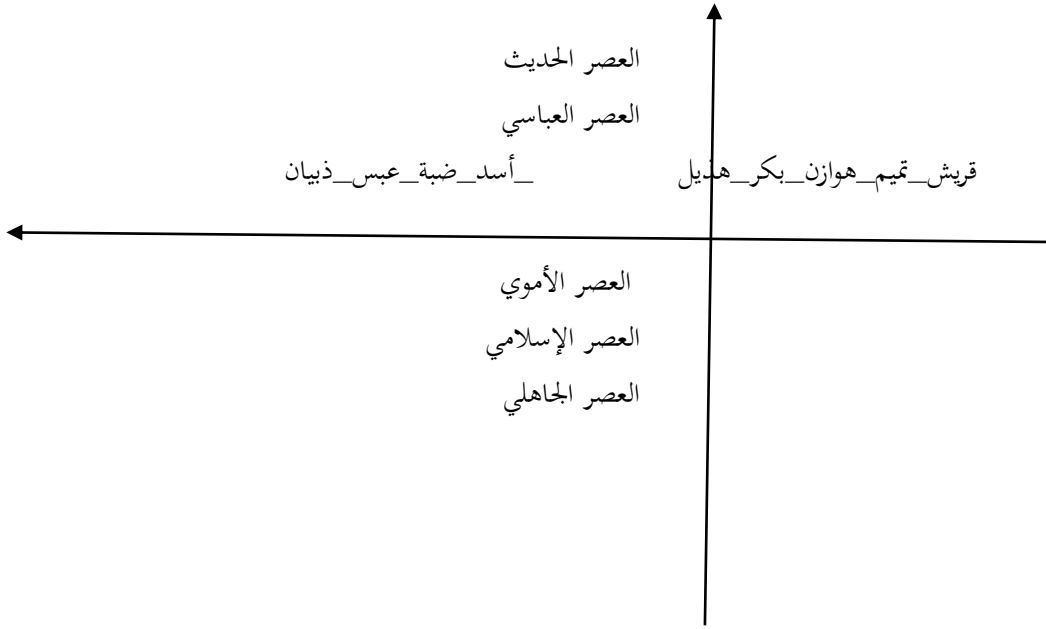 العصر الحديث
العصر العباسي
قريش_تميم_هوازن_بكر_هذيل _أسد_ضبة_عبس_ذبيان
العصر الأموي
العصر الإسلامي
العصر الجاهلي